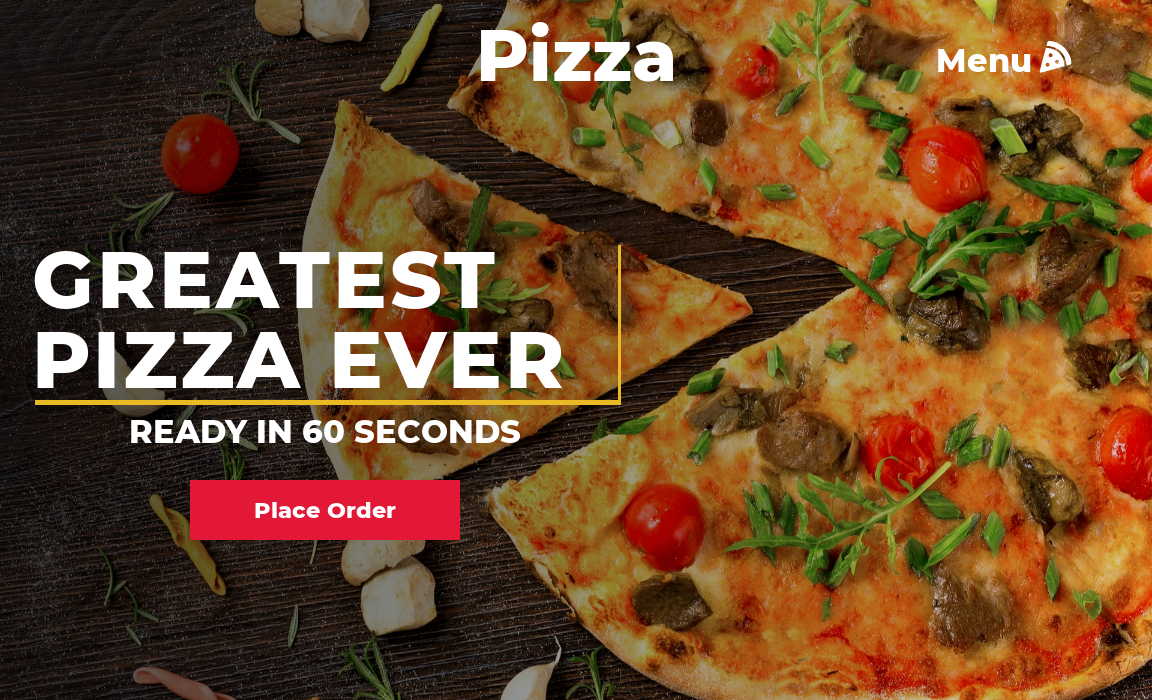 Pizza
Menu
GREATEST
PIZZA EVER
READY IN 60 SECONDS
Place Order